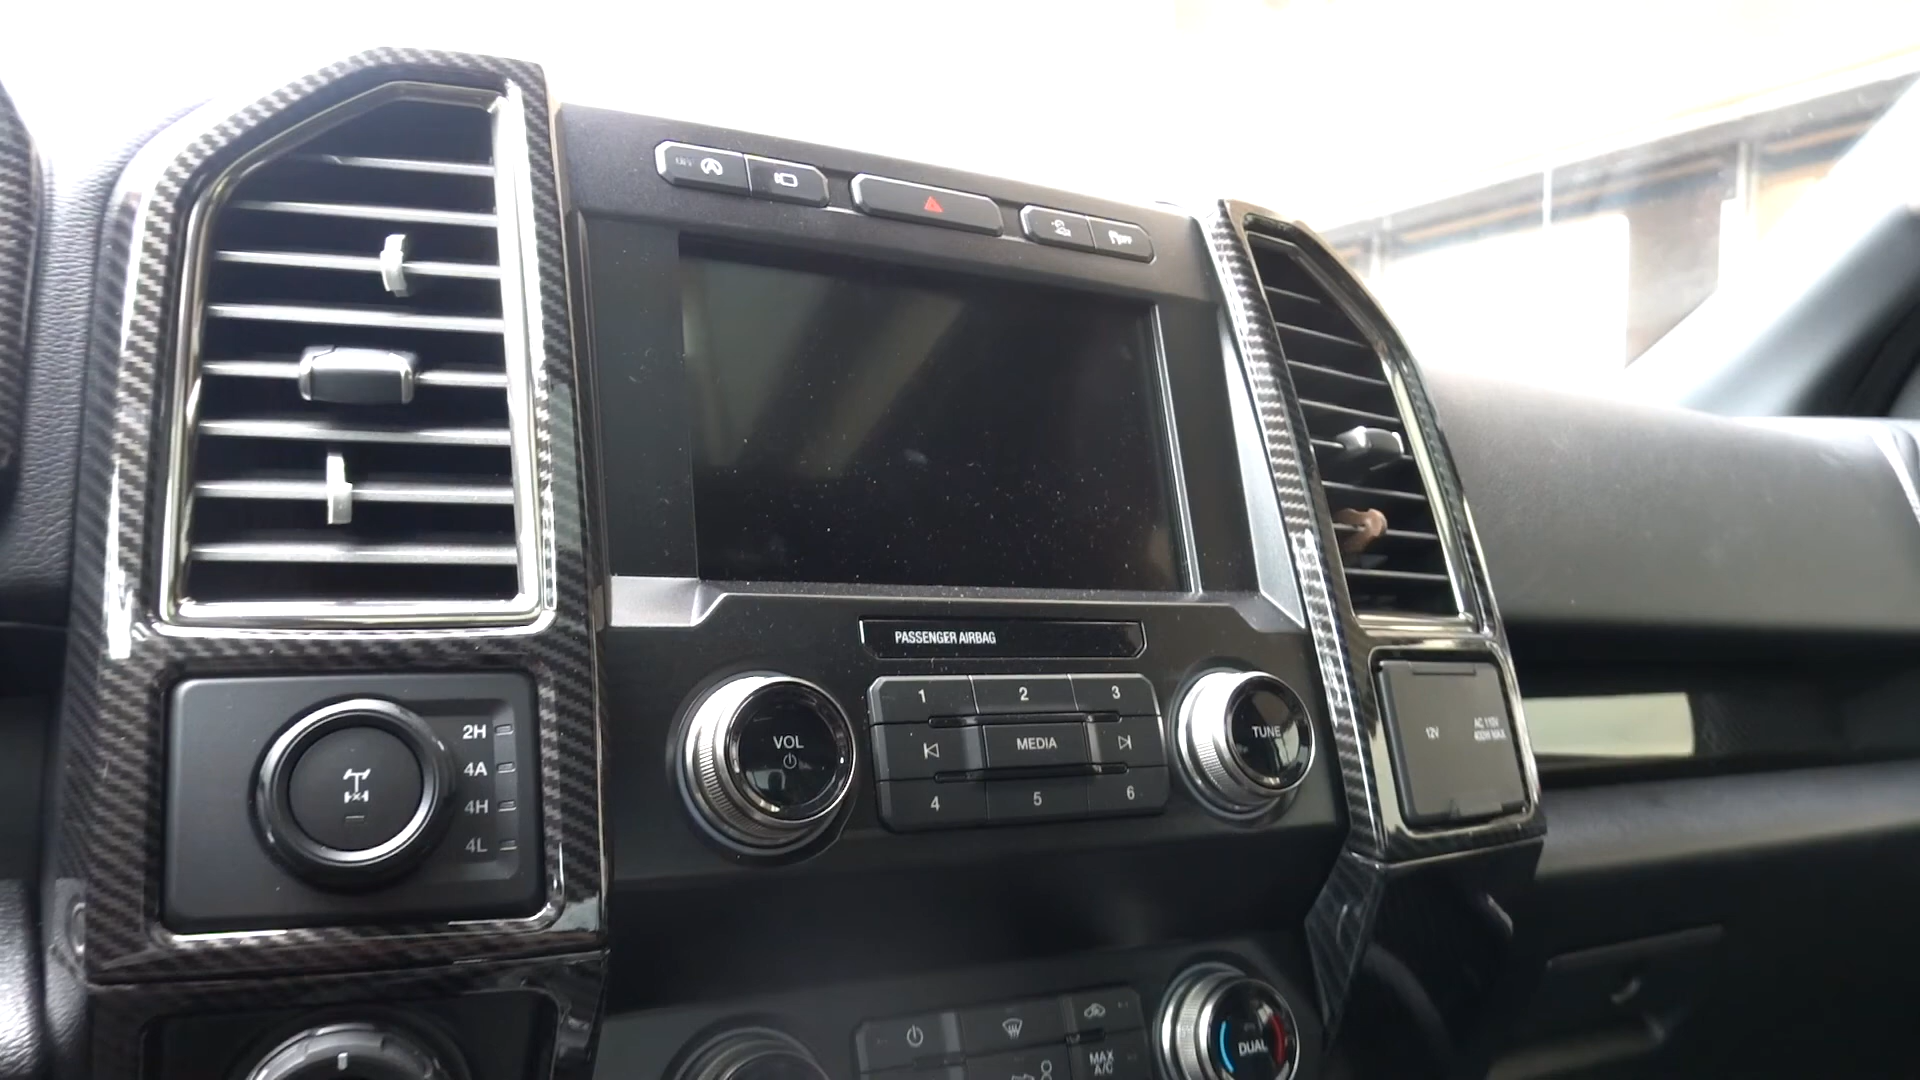 OFF
PASSENGER AIRBAG
1 2 3
VOL
MEDIA
TUNE
4 5 6
2H
4A
4H
4L
12V
AC 110V
400W MAX
MAX
A/C
DUAL